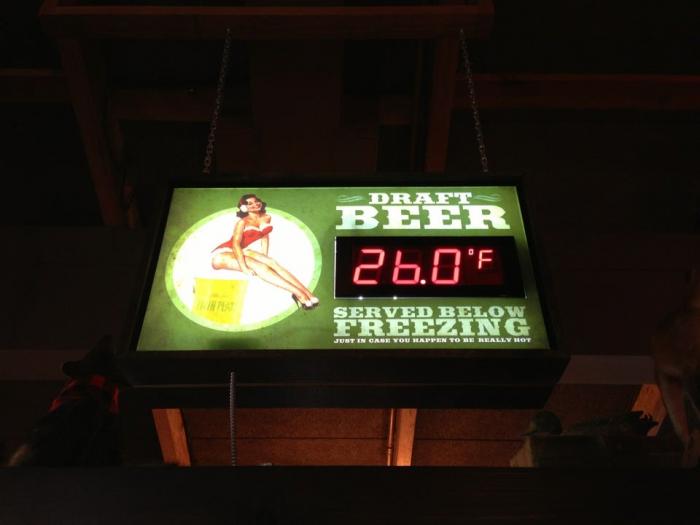 DRAFT
BEER
26.0°F
SERVED BELOW
FREEZING
JUST IN CASE YOU HAPPEN TO BE REALLY HOT